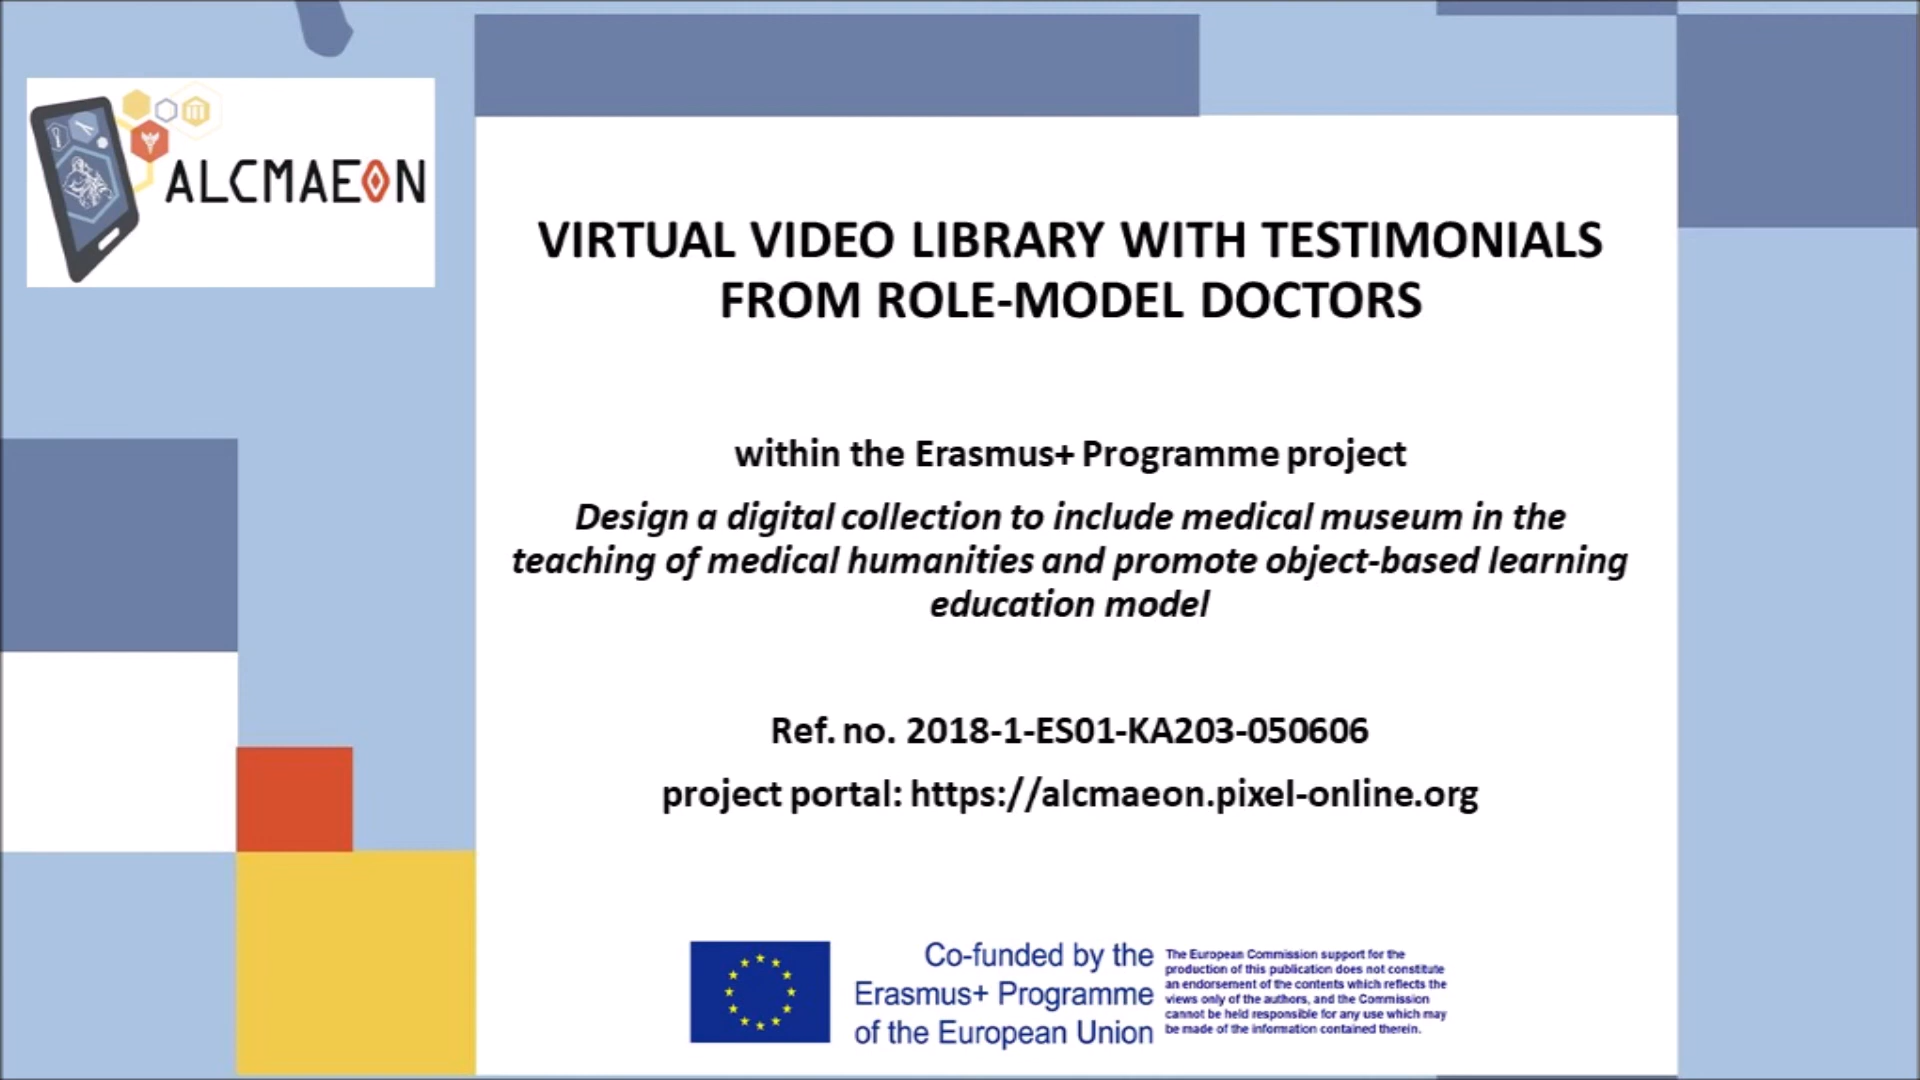 ALCMAEON
VIRTUAL VIDEO LIBRARY WITH TESTIMONIALS
FROM ROLE-MODEL DOCTORS
within the Erasmus+ Programme project
Design a digital collection to include medical museum in the
teaching of medical humanities and promote object-based learning
education model
Ref. no. 2018-1-ES01-KA203-050606
project portal: https://alcmaeon.pixel-online.org
Co-funded by the
Erasmus+ Programme
of the European Union
The European Commission support for the
production of this publication does not constitute
an endorsement of the contents which reflects the
views only of the authors, and the Commission
cannot be held responsible for any use which may
be made of the information contained therein.